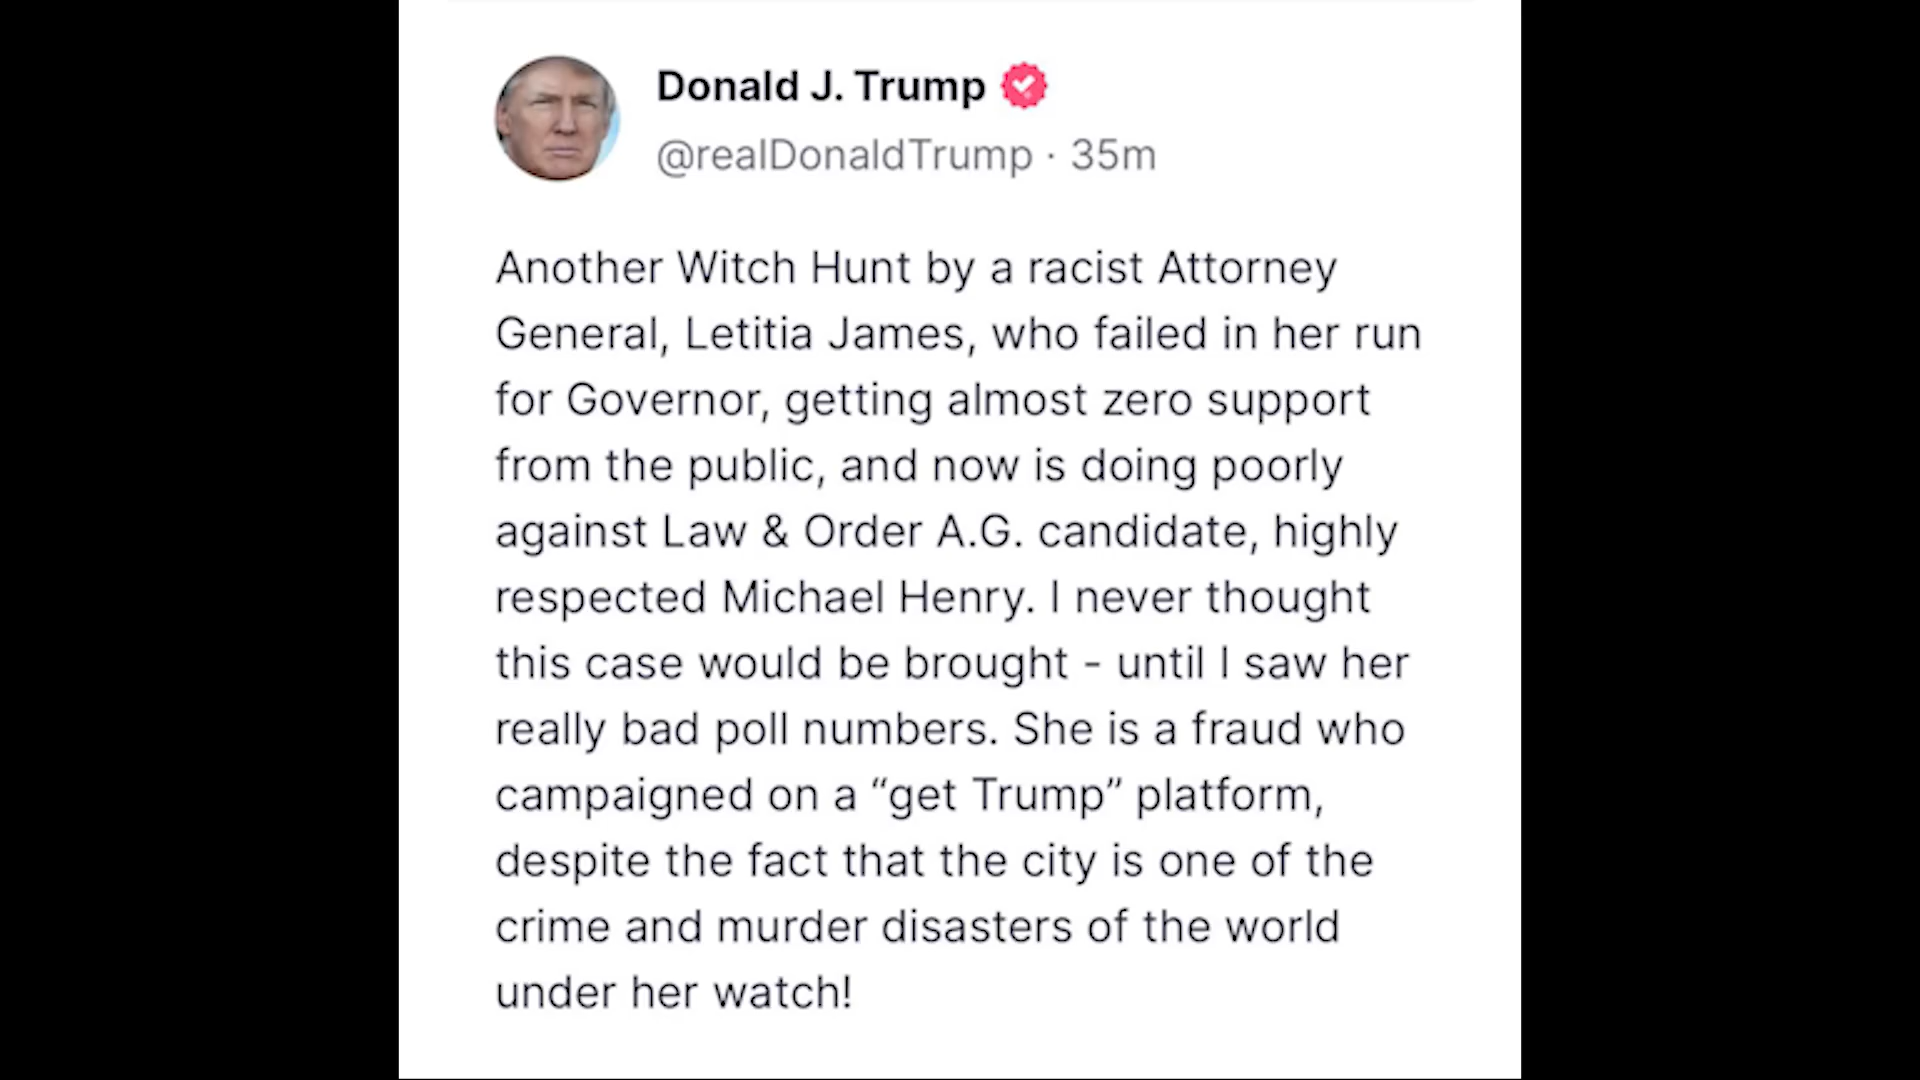 Donald J. Trump
@realDonaldTrump · 35m
Another Witch Hunt by a racist Attorney
General, Letitia James, who failed in her run
for Governor, getting almost zero support
from the public, and now is doing poorly
against Law & Order A.G. candidate, highly
respected Michael Henry. I never thought
this case would be brought - until I saw her
really bad poll numbers. She is a fraud who
campaigned on a “get Trump” platform,
despite the fact that the city is one of the
crime and murder disasters of the world
under her watch!